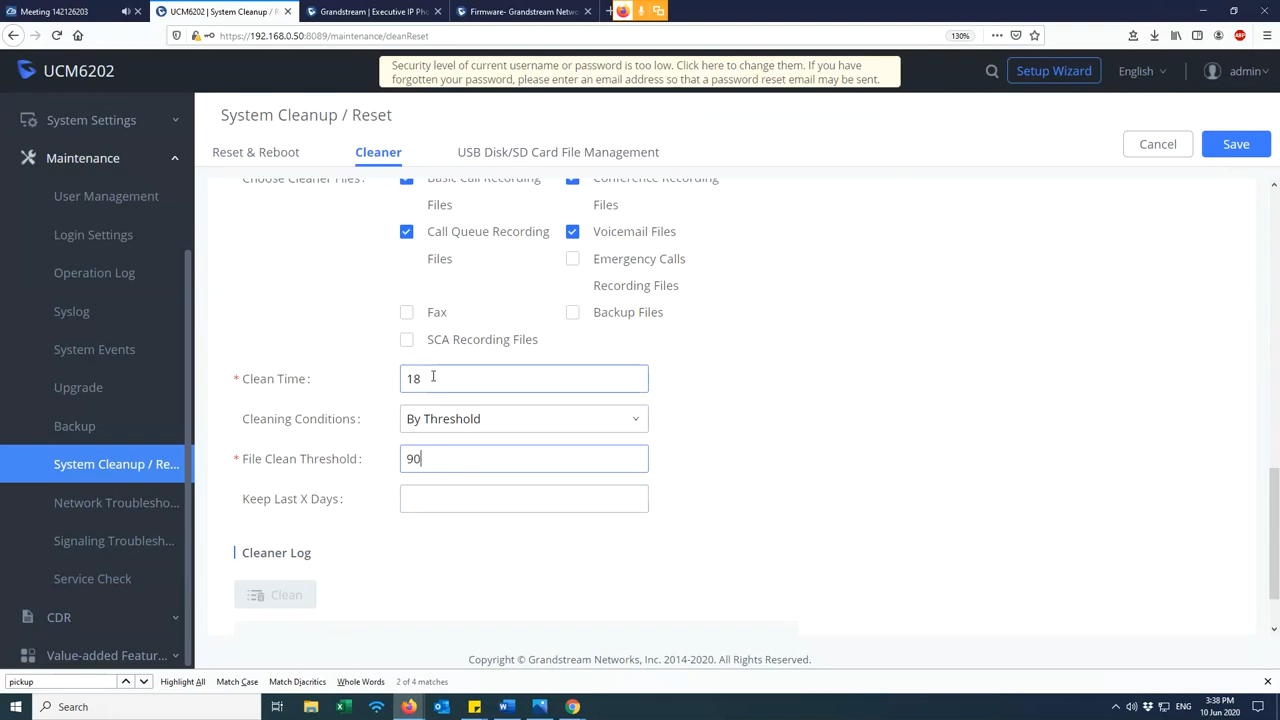 Meeting 142126203
UCM6202 | System Cleanup / R
Grandstream | Executive IP Pho
Firmware- Grandstream Netwo
https://192.168.0.50:8089/maintenance/cleanReset
130%
UCM6202
Security level of current username or password is too low. Click here to change them. If you have
forgotten your password, please enter an email address so that a password reset email may be sent.
Setup Wizard
English
admin
System Settings
Maintenance
User Management
Login Settings
Operation Log
Syslog
System Events
Upgrade
Backup
System Cleanup / Re...
Network Troublesho...
Signaling Troublesh...
Service Check
CDR
Value-added Featur...
System Cleanup / Reset
Reset & Reboot
Cleaner
USB Disk/SD Card File Management
Cancel
Save
Choose Cleaner Files:
Basic Call Recording
Files
Conference Recording
Files
Call Queue Recording
Files
Voicemail Files
Emergency Calls
Recording Files
Fax
Backup Files
SCA Recording Files
* Clean Time:
18
Cleaning Conditions:
By Threshold
* File Clean Threshold:
90
Keep Last X Days:
Cleaner Log
Clean
Copyright © Grandstream Networks, Inc. 2014-2020. All Rights Reserved.
pickup
Highlight All
Match Case
Match Diacritics
Whole Words
2 of 4 matches
Search
ENG
3:38 PM
10 Jun 2020